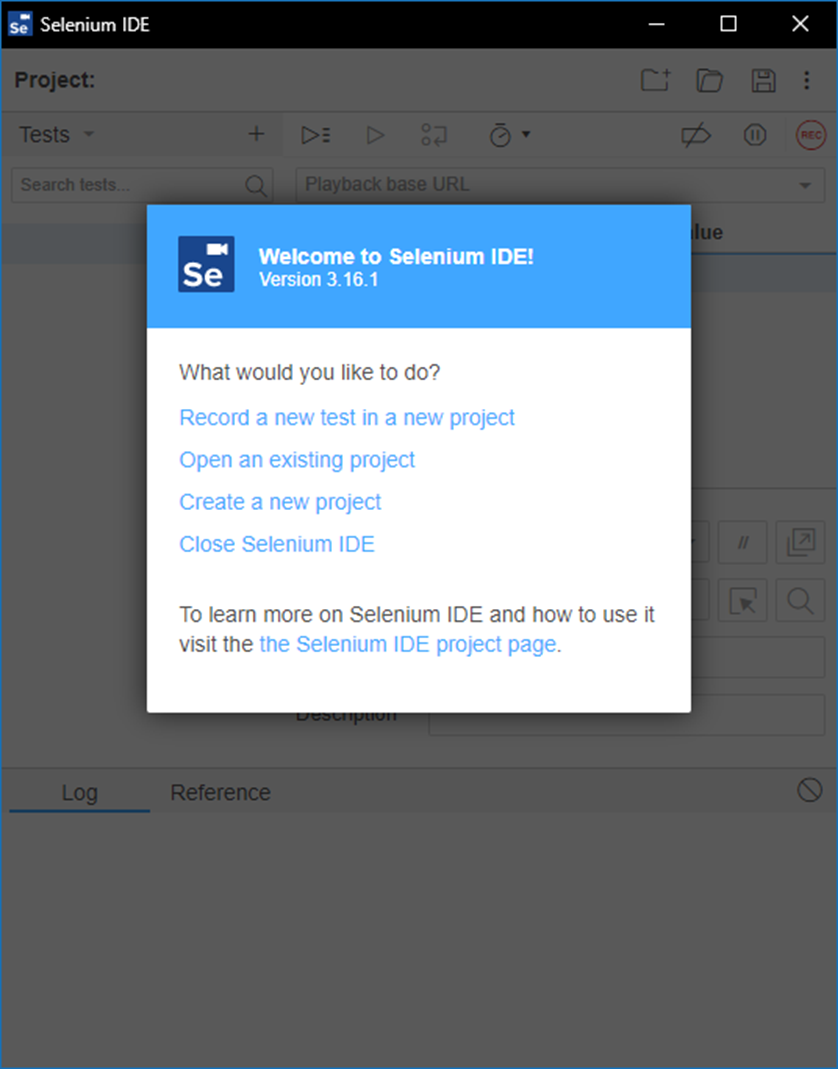 Se Selenium IDE
Project:
Tests
REC
Search tests...
Playback base URL
Se
Welcome to Selenium IDE!
Version 3.16.1
What would you like to do?
Record a new test in a new project
Open an existing project
Create a new project
Close Selenium IDE
To learn more on Selenium IDE and how to use it
visit the the Selenium IDE project page.
//
Description
Log Reference